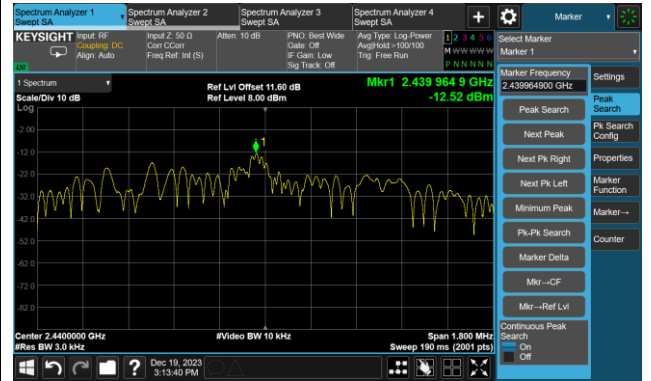 Spectrum Analyzer 1
Swept SA
Spectrum Analyzer 2
Swept SA
Spectrum Analyzer 3
Swept SA
Spectrum Analyzer 4
Swept SA
+
Marker
KEYSIGHT
Input: RF
Coupling: DC
Align: Auto
Input Z: 50 Ω
Corr CCorr
Freq Ref: Int (S)
Atten: 10 dB
PNO: Best Wide
Gate: Off
IF Gain: Low
Sig Track: Off
Avg Type: Log-Power
Avg|Hold:>100/100
Trig: Free Run
1 2 3 4 5 6
M W W W W W
P N N N N N
LXI
Select Marker
Marker 1
1 Spectrum
Scale/Div 10 dB
Ref Lvl Offset 11.60 dB
Ref Level 8.00 dBm
Mkr1 2.439 964 9 GHz
-12.52 dBm
Log
-2.00
-12.0
-22.0
-32.0
-42.0
-52.0
-62.0
-72.0
-82.0
1
Center 2.4400000 GHz
#Res BW 3.0 kHz
#Video BW 10 kHz
Span 1.800 MHz
Sweep 190 ms (2001 pts)
Marker Frequency
2.439964900 GHz
Peak Search
Next Peak
Next Pk Right
Next Pk Left
Minimum Peak
Pk-Pk Search
Marker Delta
Mkr→CF
Mkr→Ref Lvl
Continuous Peak
Search
On
Off
Settings
Peak
Search
Pk Search
Config
Properties
Marker
Function
Marker→
Counter
?
Dec 19, 2023
3:13:40 PM